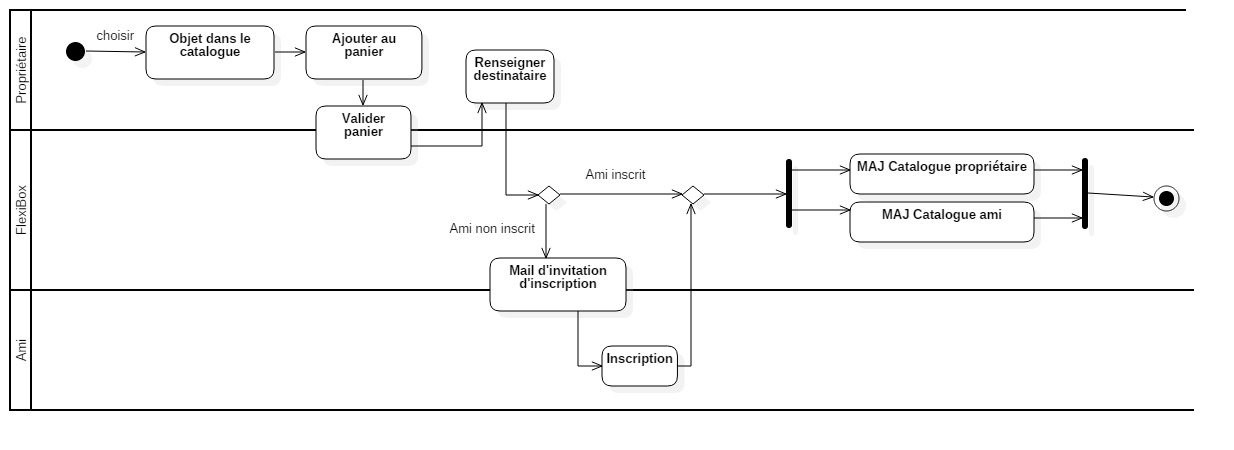 Propriétaire
choisir
Objet dans le
catalogue
Ajouter au
panier
Renseigner
destinataire
Valider
panier
FlexiBox
Ami inscrit
Ami non inscrit
MAJ Catalogue propriétaire
MAJ Catalogue ami
Mail d'invitation
d'inscription
Ami
Inscription